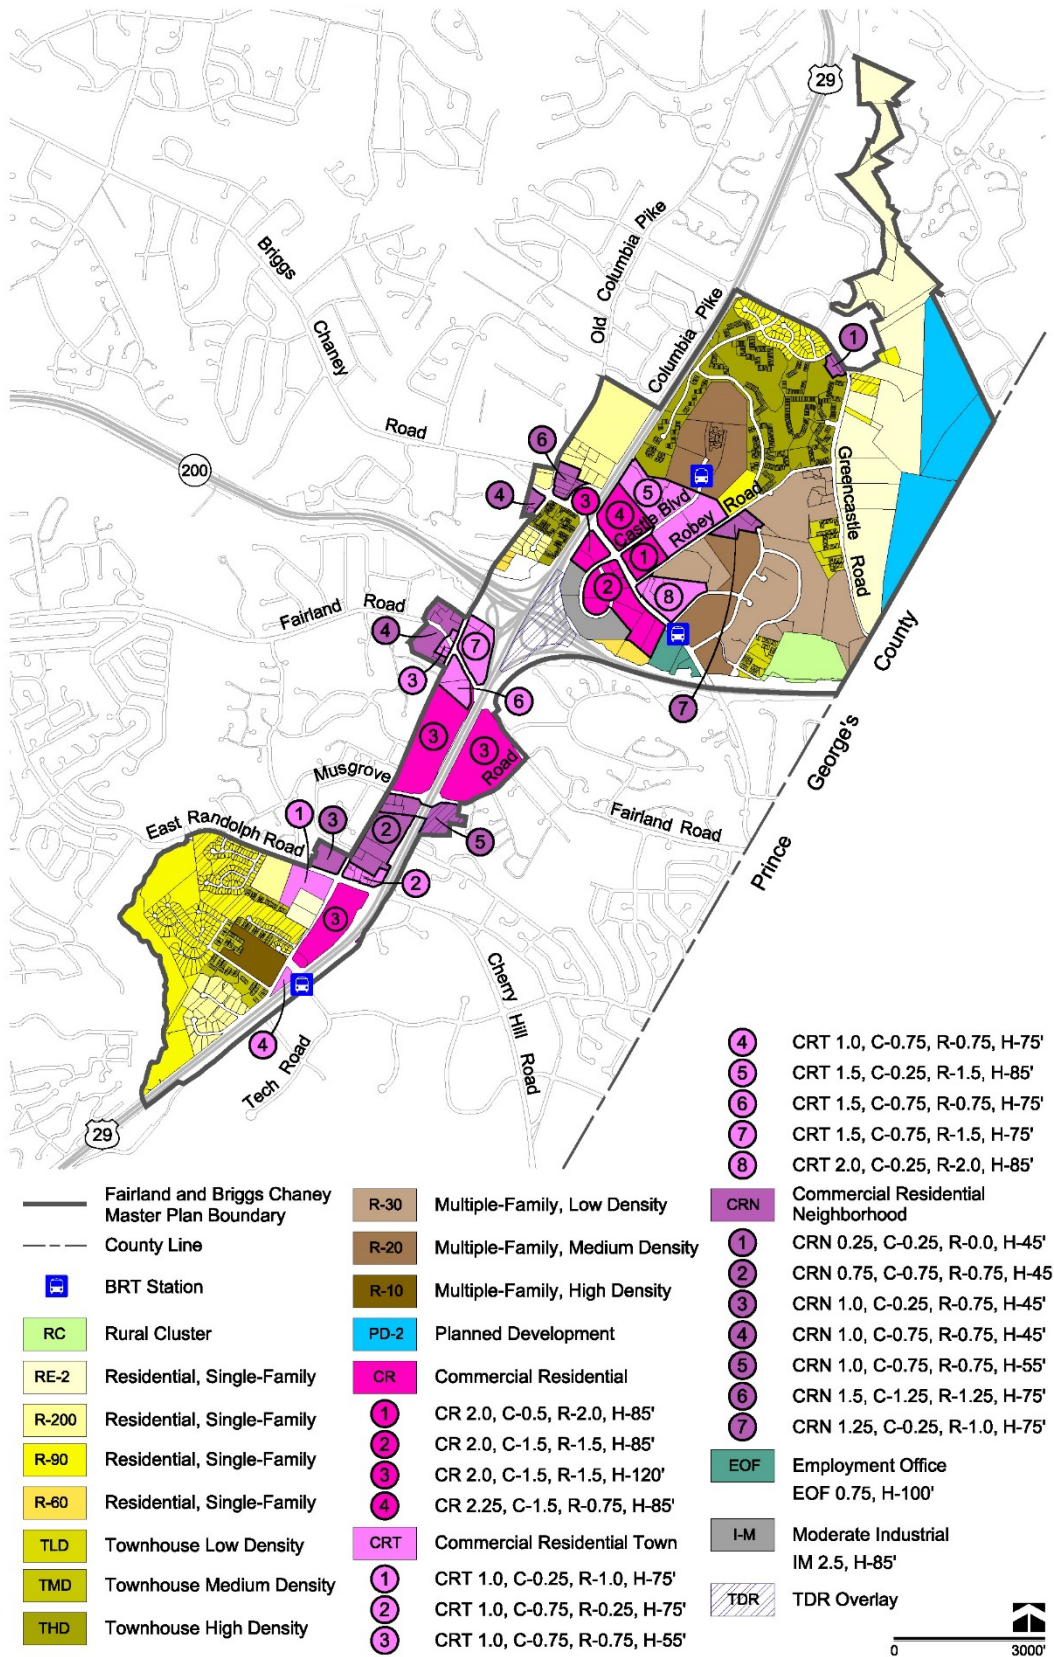 29
Old Columbia Pike
Briggs
Chaney
Road
Columbia Pike
1
200
6
4
3
5
4
Castle Blvd
Robey Road
Greencastle Road
1
2
8
Fairland Road
4
7
3
6
7
County
George's
Prince
3
3
Road
Musgrove
Fairland Road
East Randolph Road
1
3
2
5
2
3
4
Cherry Hill Road
Tech Road
29
Fairland and Briggs Chaney
Master Plan Boundary
County Line
BRT Station
RC Rural Cluster
RE-2 Residential, Single-Family
R-200 Residential, Single-Family
R-90 Residential, Single-Family
R-60 Residential, Single-Family
TLD Townhouse Low Density
TMD Townhouse Medium Density
THD Townhouse High Density
R-30 Multiple-Family, Low Density
R-20 Multiple-Family, Medium Density
R-10 Multiple-Family, High Density
PD-2 Planned Development
CR Commercial Residential
1 CR 2.0, C-0.5, R-2.0, H-85'
2 CR 2.0, C-1.5, R-1.5, H-85'
3 CR 2.0, C-1.5, R-1.5, H-120'
4 CR 2.25, C-1.5, R-0.75, H-85'
CRT Commercial Residential Town
1 CRT 1.0, C-0.25, R-1.0, H-75'
2 CRT 1.0, C-0.75, R-0.25, H-75'
3 CRT 1.0, C-0.75, R-0.75, H-55'
4 CRT 1.0, C-0.75, R-0.75, H-75'
5 CRT 1.5, C-0.25, R-1.5, H-85'
6 CRT 1.5, C-0.75, R-0.75, H-75'
7 CRT 1.5, C-0.75, R-1.5, H-75'
8 CRT 2.0, C-0.25, R-2.0, H-85'
CRN Commercial Residential
Neighborhood
1 CRN 0.25, C-0.25, R-0.0, H-45'
2 CRN 0.75, C-0.75, R-0.75, H-45
3 CRN 1.0, C-0.25, R-0.75, H-45'
4 CRN 1.0, C-0.75, R-0.75, H-45'
5 CRN 1.0, C-0.75, R-0.75, H-55'
6 CRN 1.5, C-1.25, R-1.25, H-75'
7 CRN 1.25, C-0.25, R-1.0, H-75'
EOF Employment Office
EOF 0.75, H-100'
I-M Moderate Industrial
IM 2.5, H-85'
TDR TDR Overlay
0 3000'